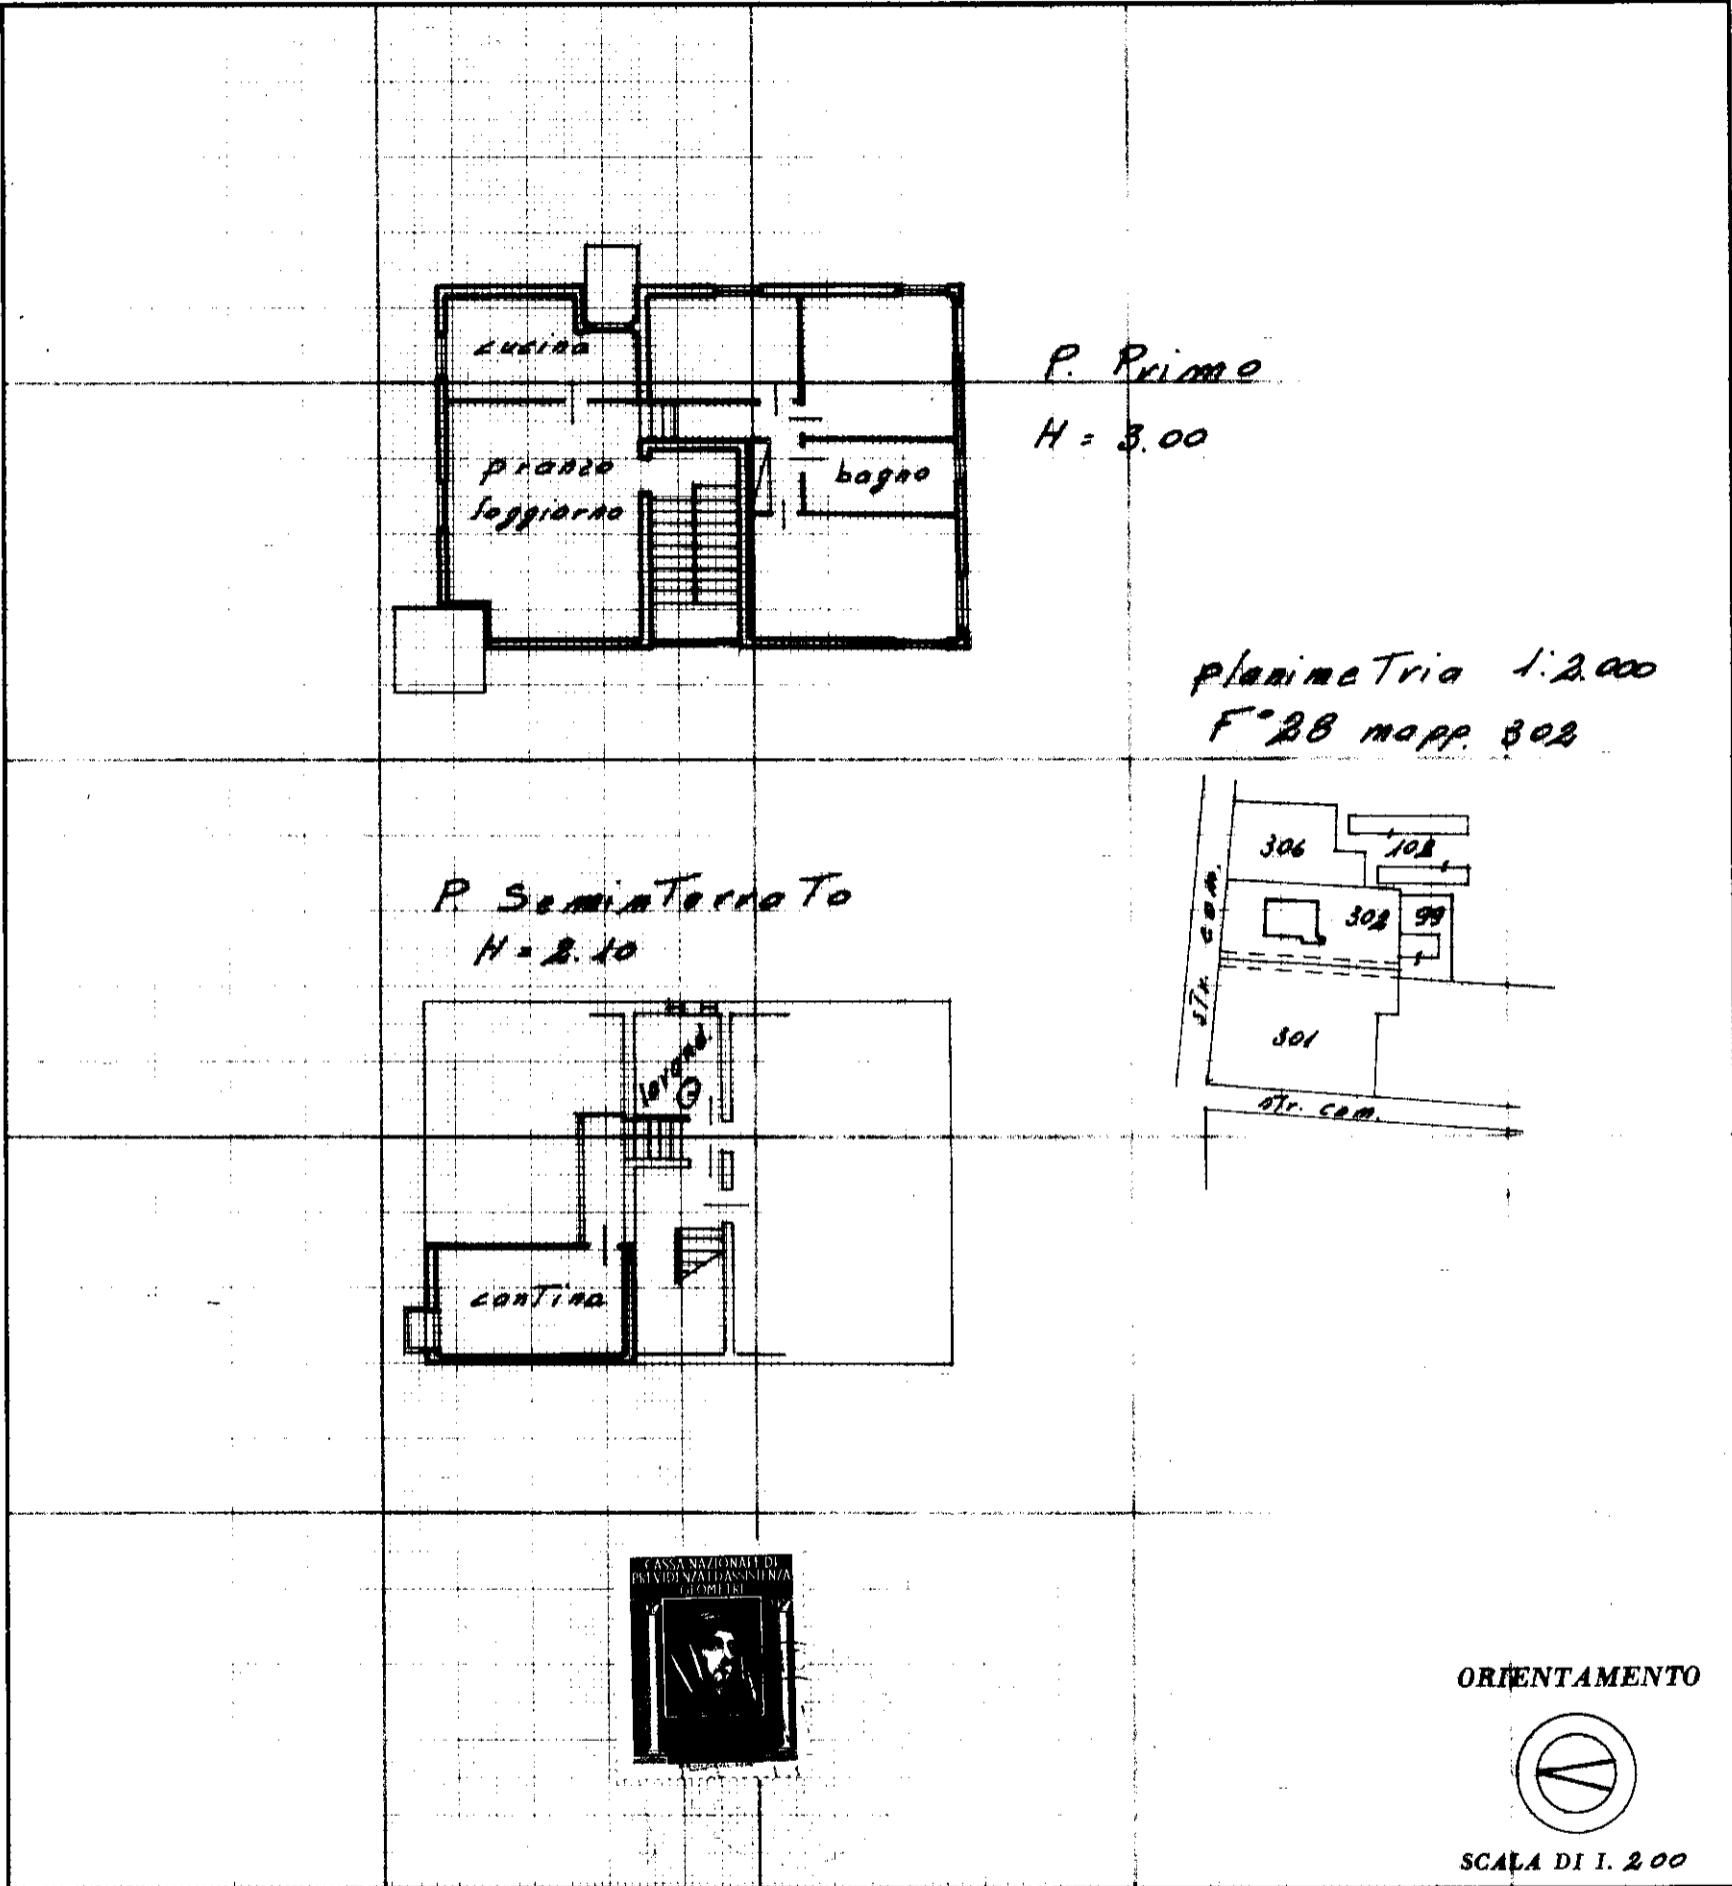 cucina
P. Primo
H = 3.00
pranzo
soggiorno
bagno
planimetria 1:2.000
F° 28 mapp. 302
306
102
302
99
str. com.
301
str. com.
P. Seminterrato
H = 2.10
lavand.
cantina
CASSA NAZIONALE DI
PREVIDENZA ED ASSISTENZA
GEOMETRI
ORIENTAMENTO
SCALA DI 1. 200